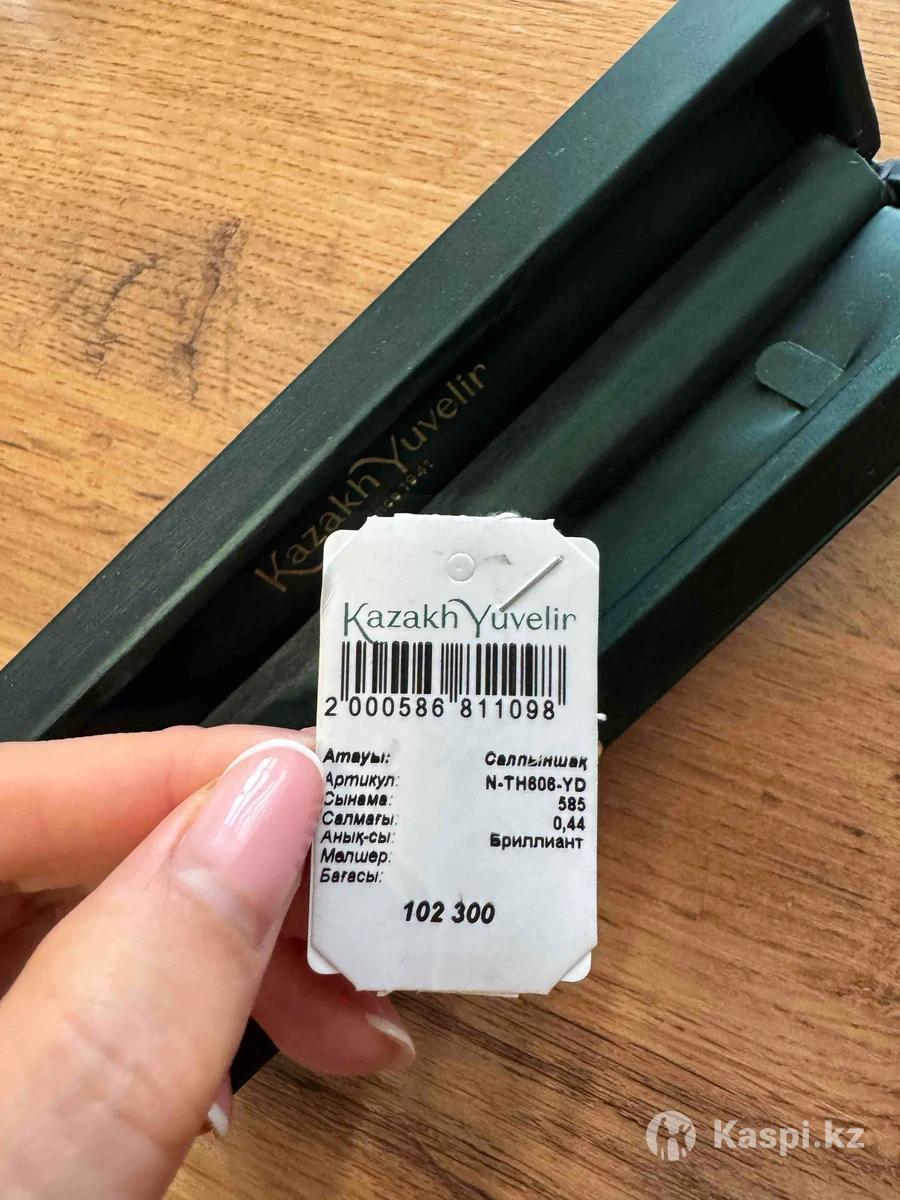 Kazakh Yuvelir
Kazakh Yuvelir
2 000586 811098
Атауы: Салпыншақ
Артикул: N-TH606-YD
Сынама: 585
Салмағы: 0,44
Анық-сы: Бриллиант
Мөлшер:
Бағасы:
102 300
Kaspi.kz